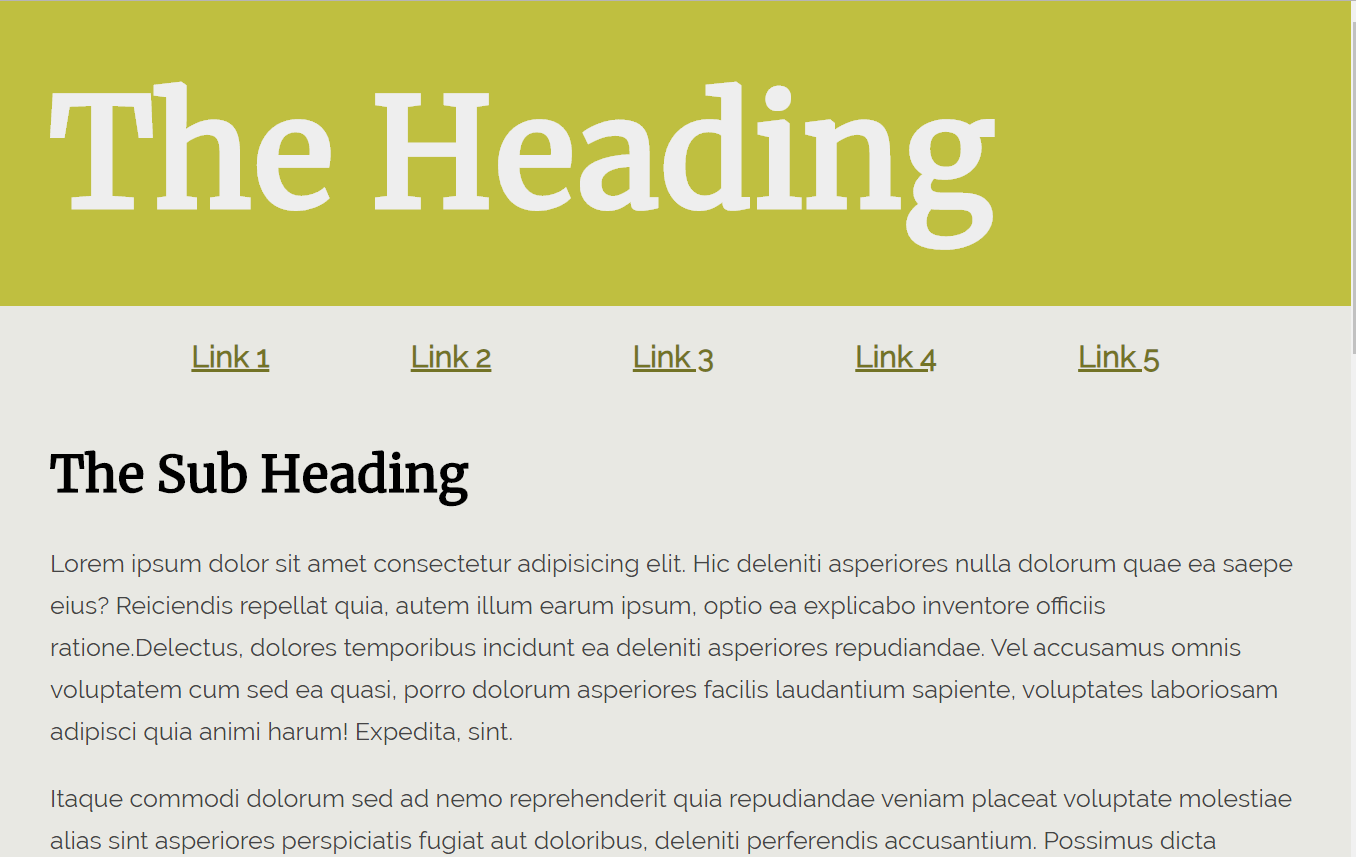 The Heading
Link 1 Link 2 Link 3 Link 4 Link 5
The Sub Heading
Lorem ipsum dolor sit amet consectetur adipisicing elit. Hic deleniti asperiores nulla dolorum quae ea saepe
eius? Reiciendis repellat quia, autem illum earum ipsum, optio ea explicabo inventore officiis
ratione.Delectus, dolores temporibus incidunt ea deleniti asperiores repudiandae. Vel accusamus omnis
voluptatem cum sed ea quasi, porro dolorum asperiores facilis laudantium sapiente, voluptates laboriosam
adipisci quia animi harum! Expedita, sint.
Itaque commodi dolorum sed ad nemo reprehenderit quia repudiandae veniam placeat voluptate molestiae
alias sint asperiores perspiciatis fugiat aut doloribus, deleniti perferendis accusantium. Possimus dicta